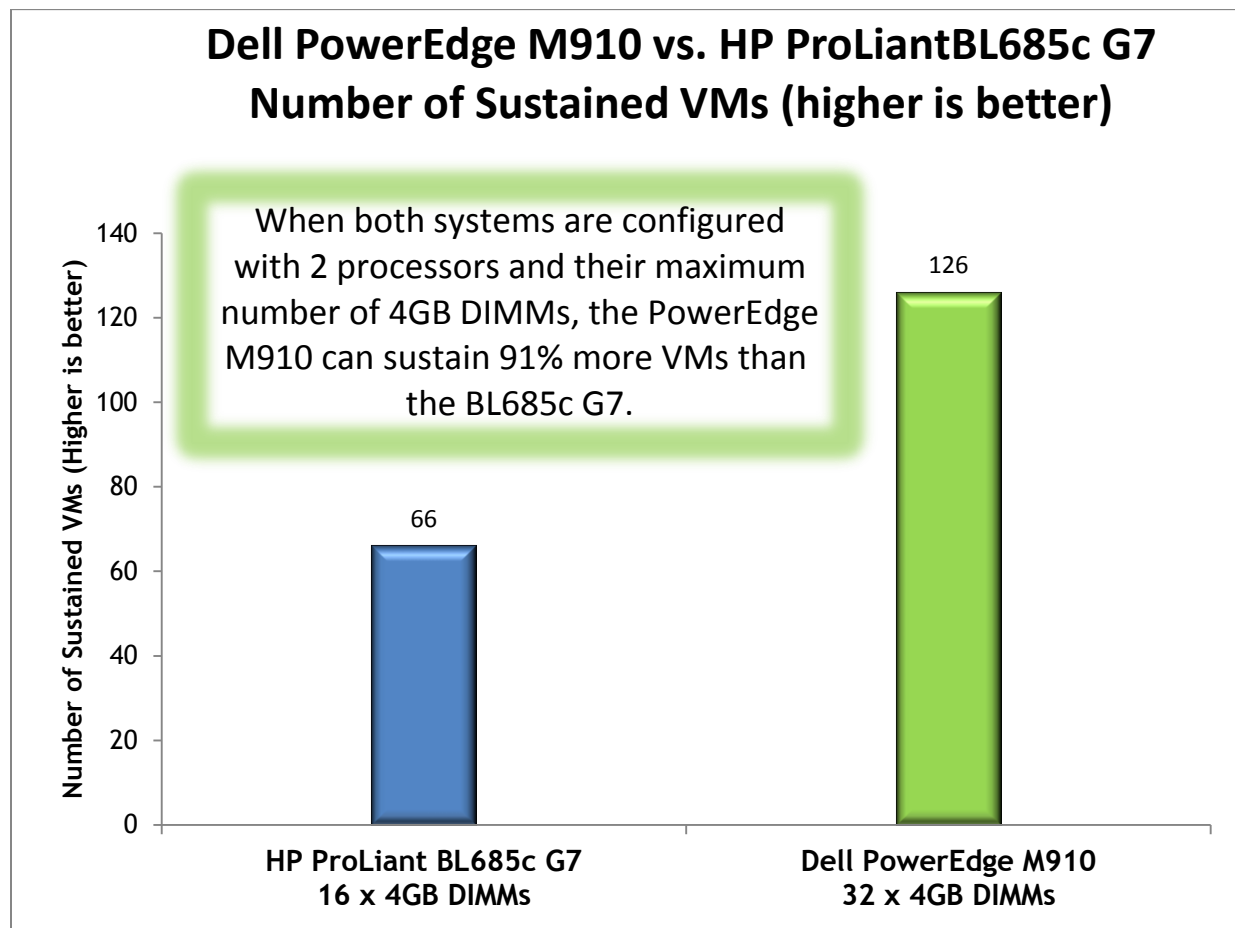 Dell PowerEdge M910 vs. HP ProLiantBL685c G7
Number of Sustained VMs (higher is better)
When both systems are configured
with 2 processors and their maximum
number of 4GB DIMMs, the PowerEdge
M910 can sustain 91% more VMs than
the BL685c G7.
Number of Sustained VMs (Higher is better)
140
120
100
80
60
40
20
0
66
126
HP ProLiant BL685c G7
16 x 4GB DIMMs
Dell PowerEdge M910
32 x 4GB DIMMs